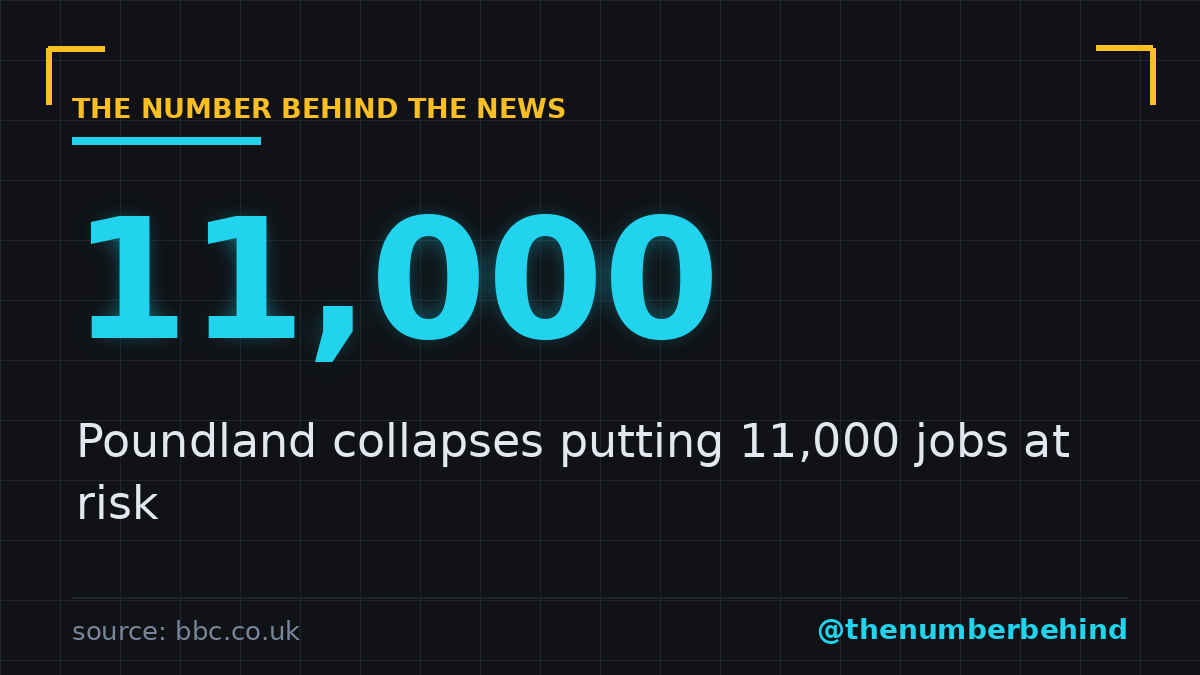 THE NUMBER BEHIND THE NEWS
11,000
Poundland collapses putting 11,000 jobs at
risk
source: bbc.co.uk
@thenumberbehind